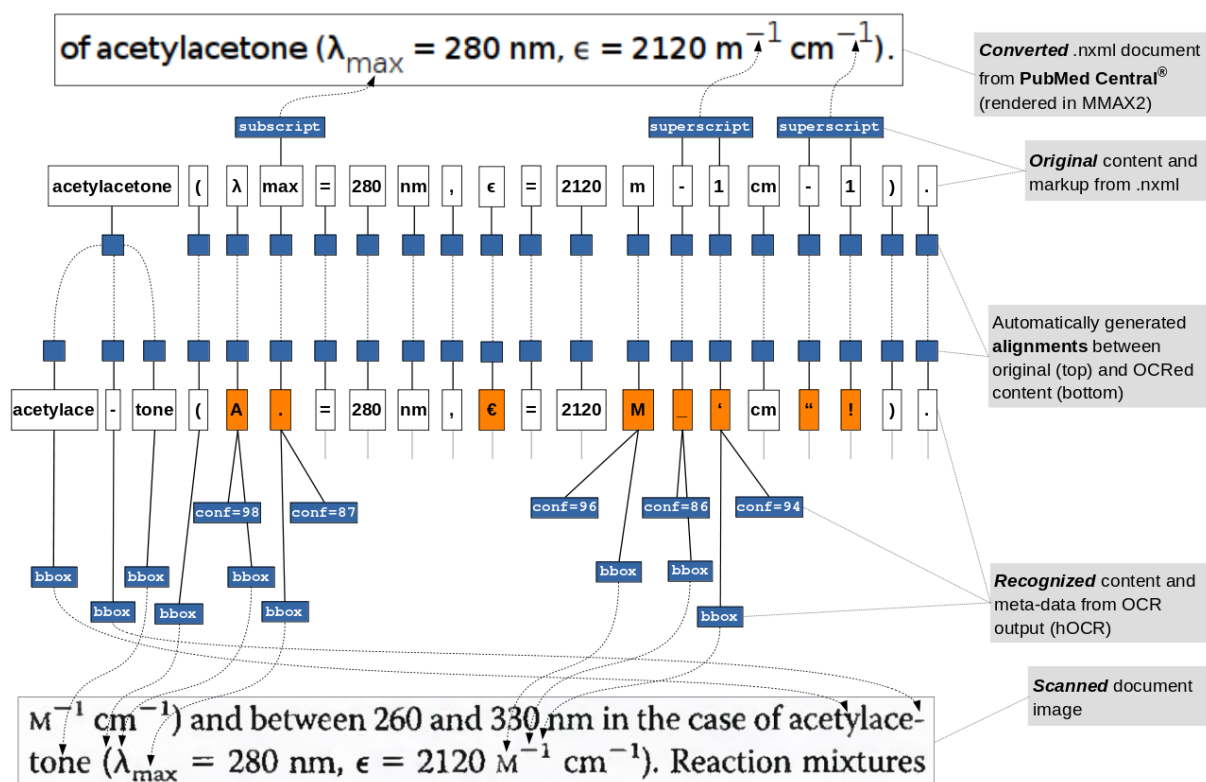 of acetylacetone (λmax = 280 nm, ϵ = 2120 m−1 cm−1).
Converted .nxml document
from PubMed Central®
(rendered in MMAX2)
subscript superscript superscript
Original content and
markup from .nxml
acetylacetone ( λ max = 280 nm , ϵ = 2120 m - 1 cm - 1 ) .
Automatically generated
alignments between
original (top) and OCRed
content (bottom)
acetylace - tone ( A . = 280 nm , € = 2120 M _ ‘ cm “ ! ) .
conf=98 conf=87 conf=96 conf=86 conf=94
bbox bbox bbox bbox bbox bbox bbox bbox bbox
Recognized content and
meta-data from OCR
output (hOCR)
Scanned document
image
M−1 cm−1) and between 260 and 330 nm in the case of acetylace-
tone (λmax = 280 nm, ϵ = 2120 M−1 cm−1). Reaction mixtures